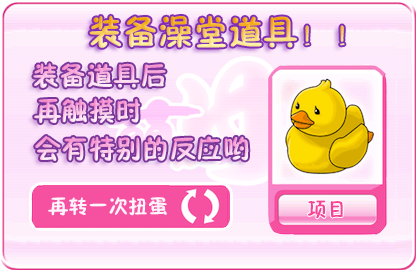 装备澡堂道具！！
装备道具后
再触摸时
会有特别的反应哟
再转一次扭蛋
项目